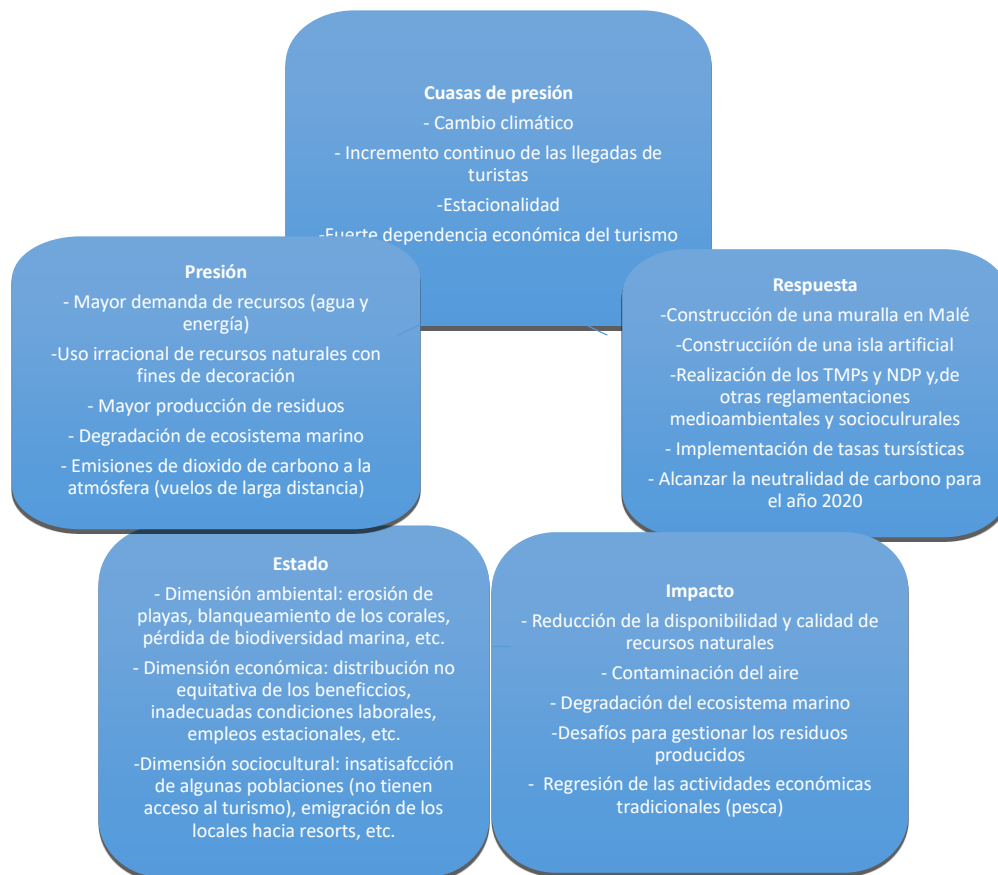 Cuasas de presión
- Cambio climático
- Incremento continuo de las llegadas de
turistas
-Estacionalidad
-Fuerte dependencia económica del turismo
Presión
- Mayor demanda de recursos (agua y
energía)
-Uso irracional de recursos naturales con
fines de decoración
- Mayor producción de residuos
- Degradación de ecosistema marino
- Emisiones de dioxido de carbono a la
atmósfera (vuelos de larga distancia)
Respuesta
-Construcción de una muralla en Malé
-Construcciíón de una isla artificial
-Realización de los TMPs y NDP y,de
otras reglamentaciones
medioambientales y socioculrurales
- Implementación de tasas tursísticas
- Alcanzar la neutralidad de carbono para
el año 2020
Estado
- Dimensión ambiental: erosión de
playas, blanqueamiento de los corales,
pérdida de biodiversidad marina, etc.
- Dimensión económica: distribución no
equitativa de los beneficcios,
inadecuadas condiciones laborales,
empleos estacionales, etc.
-Dimensión sociocultural: insatisafcción
de algunas poblaciones (no tienen
acceso al turismo), emigración de los
locales hacia resorts, etc.
Impacto
- Reducción de la disponibilidad y calidad de
recursos naturales
- Contaminación del aire
- Degradación del ecosistema marino
-Desafíos para gestionar los residuos
producidos
- Regresión de las actividades económicas
tradicionales (pesca)